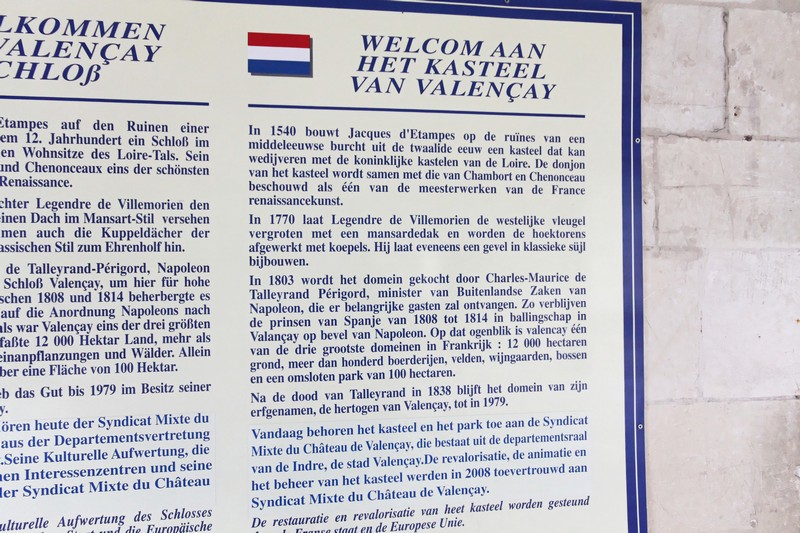 LKOMMEN
VALENÇAY
CHLOß
Etampes auf den Ruinen einer
em 12. Jahrhundert ein Schloß im
en Wohnsitze des Loire-Tals. Sein
und Chenonceaux eins der schönsten
Renaissance.
chter Legendre de Villemorien den
einen Dach im Mansart-Stil versehen
men auch die Kuppeldächer der
assischen Stil zum Ehrenholf hin.
de Talleyrand-Périgord, Napoleon
Schloß Valençay, um hier für hohe
schen 1808 und 1814 beherbergte es
auf die Anordnung Napoleons nach
als war Valençay eins der drei größten
faßte 12 000 Hektar Land, mehr als
einanpflanzungen und Wälder. Allein
ber eine Fläche von 100 Hektar.
eb das Gut bis 1979 im Besitz seiner
y.
hören heute der Syndicat Mixte du
aus der Departementsvertretung
.Seine Kulturelle Aufwertung, die
nen Interessenzentren und seine
der Syndicat Mixte du Château
ulturelle Aufwertung des Schlosses
Staat und die Europäische
WELCOM AAN
HET KASTEEL
VAN VALENÇAY
In 1540 bouwt Jacques d'Etampes op de ruïnes van een
middeleeuwse burcht uit de twaalide eeuw een kasteel dat kan
wedijveren met de koninklijke kastelen van de Loire. De donjon
van het kasteel wordt samen met die van Chambort en Chenonceau
beschouwd als één van de meesterwerken van de France
renaissancekunst.
In 1770 laat Legendre de Villemorien de westelijke vleugel
vergroten met een mansardedak en worden de hoektorens
afgewerkt met koepels. Hij laat eveneens een gevel in klassieke süjl
bijbouwen.
In 1803 wordt het domein gekocht door Charles-Maurice de
Talleyrand Périgord, minister van Buitenlandse Zaken van
Napoleon, die er belangrijke gasten zal ontvangen. Zo verblijven
de prinsen van Spanje van 1808 tot 1814 in ballingschap in
Valançay op bevel van Napoleon. Op dat ogenblik is valencay één
van de drie grootste domeinen in Frankrijk : 12 000 hectaren
grond, meer dan honderd boerderijen, velden, wijngaarden, bossen
en een omsloten park van 100 hectaren.
Na de dood van Talleyrand in 1838 blijft het domein van zijn
erfgenamen, de hertogen van Valençay, tot in 1979.
Vandaag behoren het kasteel en het park toe aan de Syndicat
Mixte du Château de Valençay, die bestaat uit de departementsraal
van de Indre, de stad Valençay.De revalorisatie, de animatie en
het beheer van het kasteel werden in 2008 toevertrouwd aan
Syndicat Mixte du Château de Valençay.
De restauratie en revalorisatie van heet kasteel worden gesteund
Franse staat en de Europese Unie.